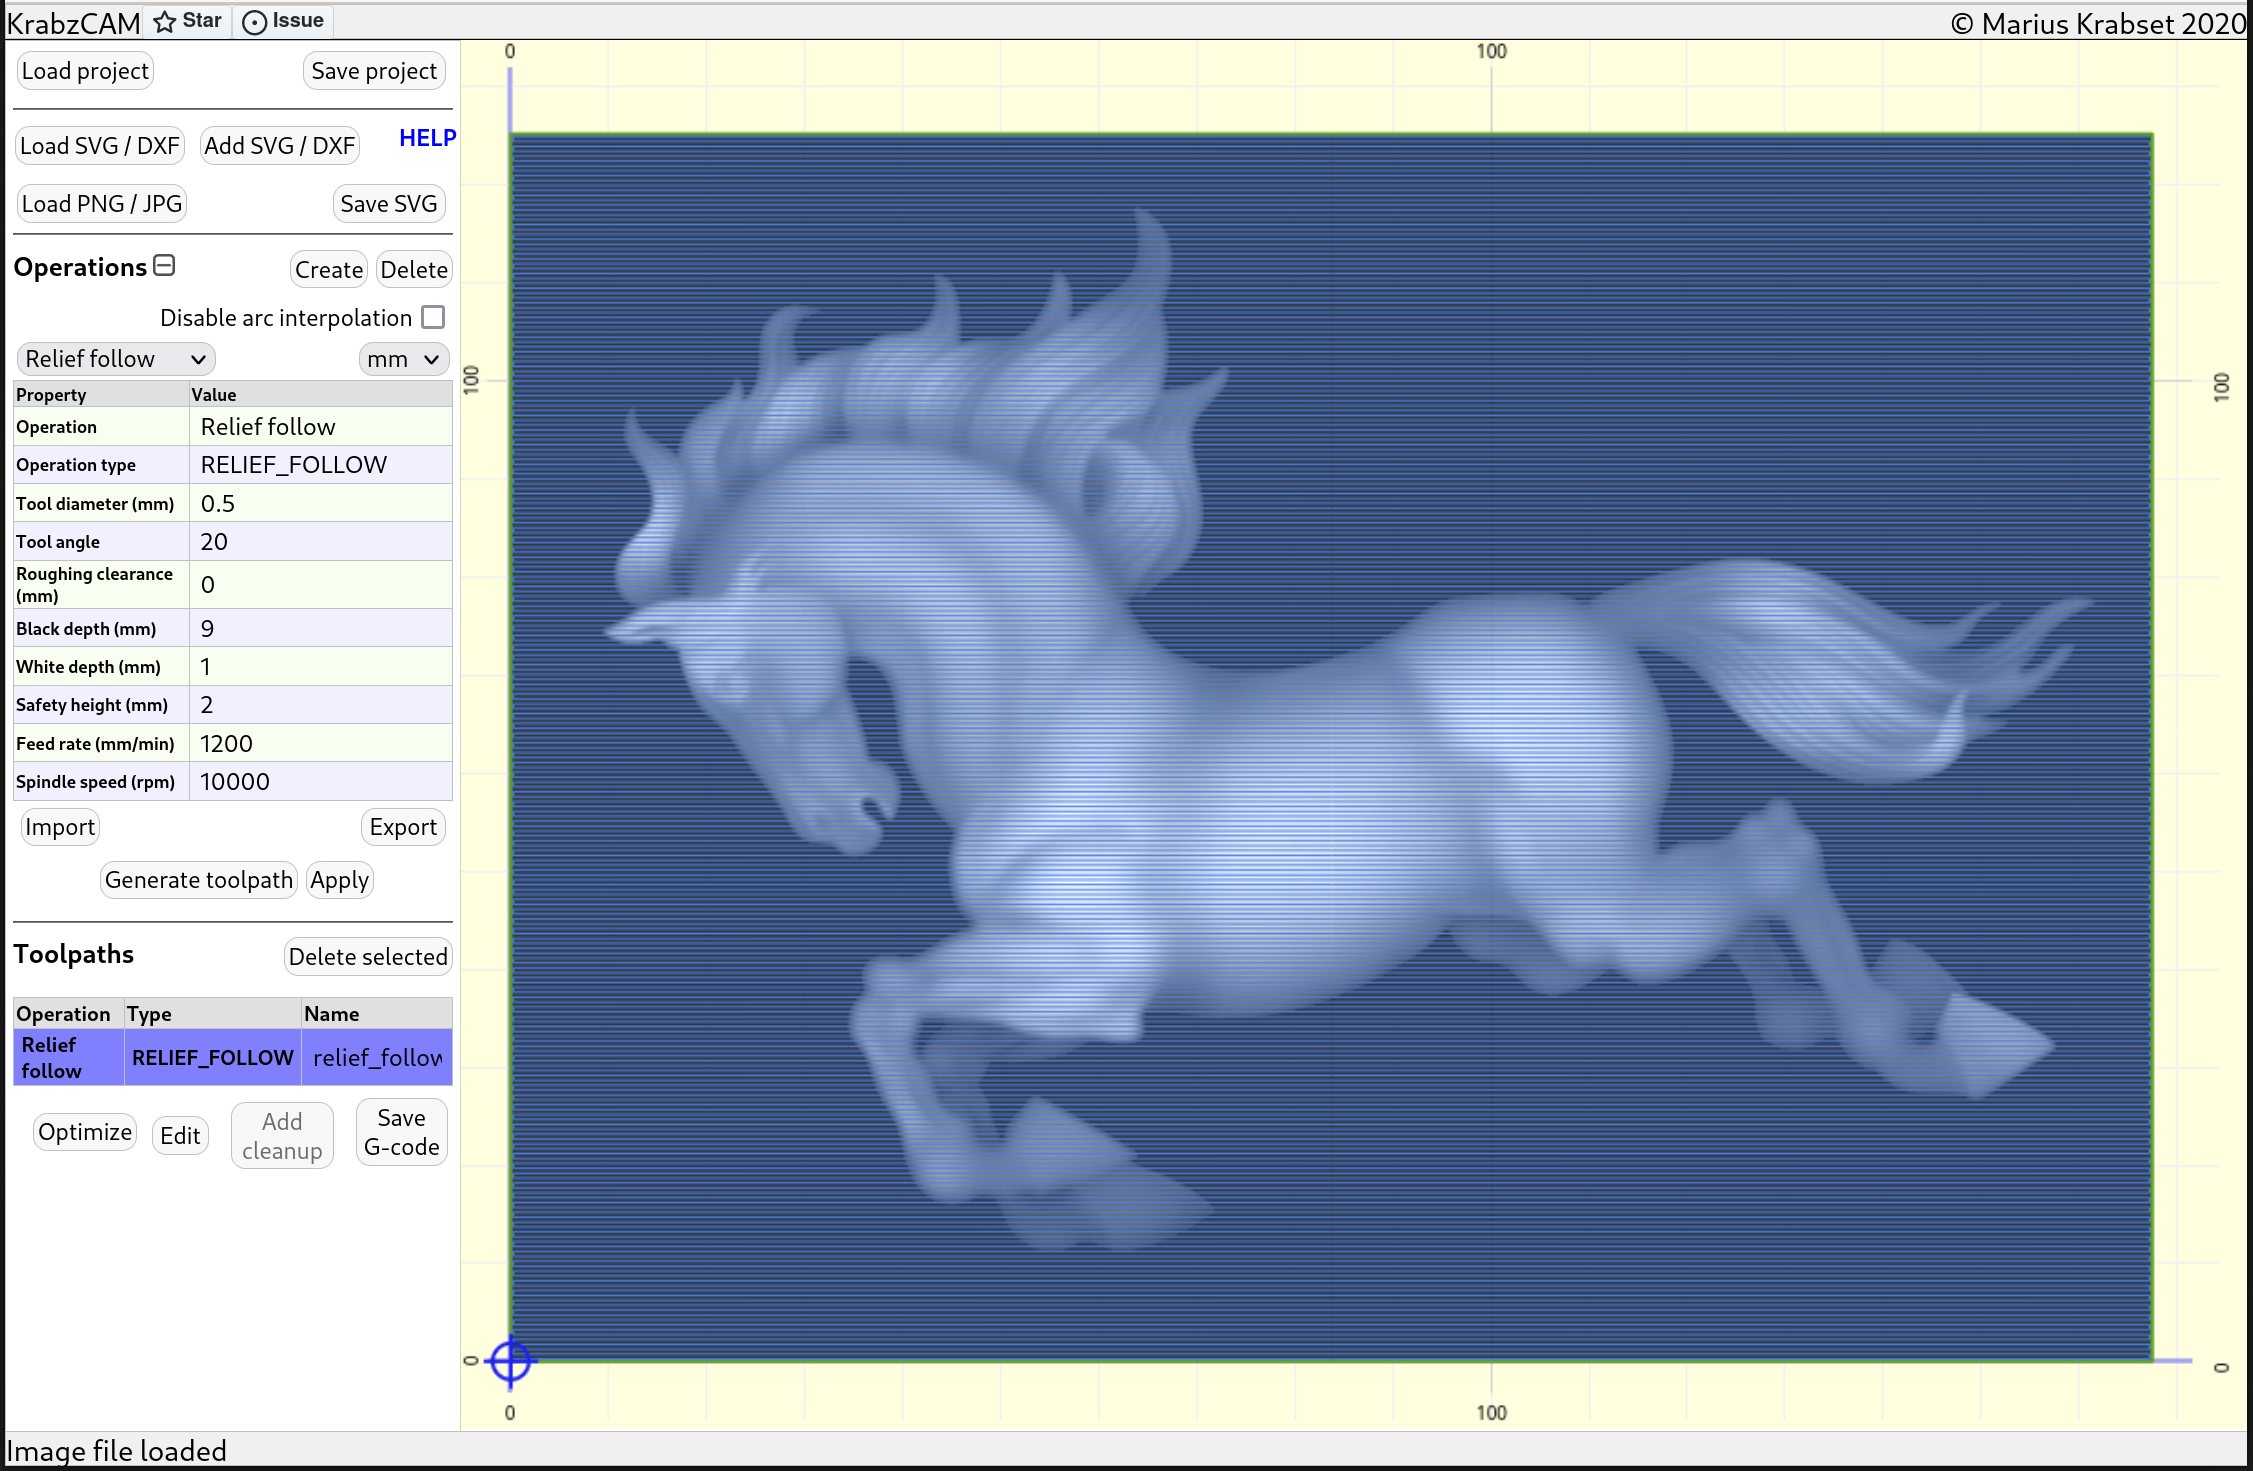 KrabzCAM Star Issue © Marius Krabset 2020
Load project Save project
Load SVG / DXF Add SVG / DXF HELP
Load PNG / JPG Save SVG
Operations Create Delete
Disable arc interpolation
Relief follow mm
Property Value
Operation Relief follow
Operation type RELIEF_FOLLOW
Tool diameter (mm) 0.5
Tool angle 20
Roughing clearance
(mm) 0
Black depth (mm) 9
White depth (mm) 1
Safety height (mm) 2
Feed rate (mm/min) 1200
Spindle speed (rpm) 10000
Import Export
Generate toolpath Apply
Toolpaths Delete selected
Operation Type Name
Relief
follow RELIEF_FOLLOW relief_follow
Optimize Edit Add
cleanup Save
G-code
0 100
100 100
0 0
0 100
Image file loaded